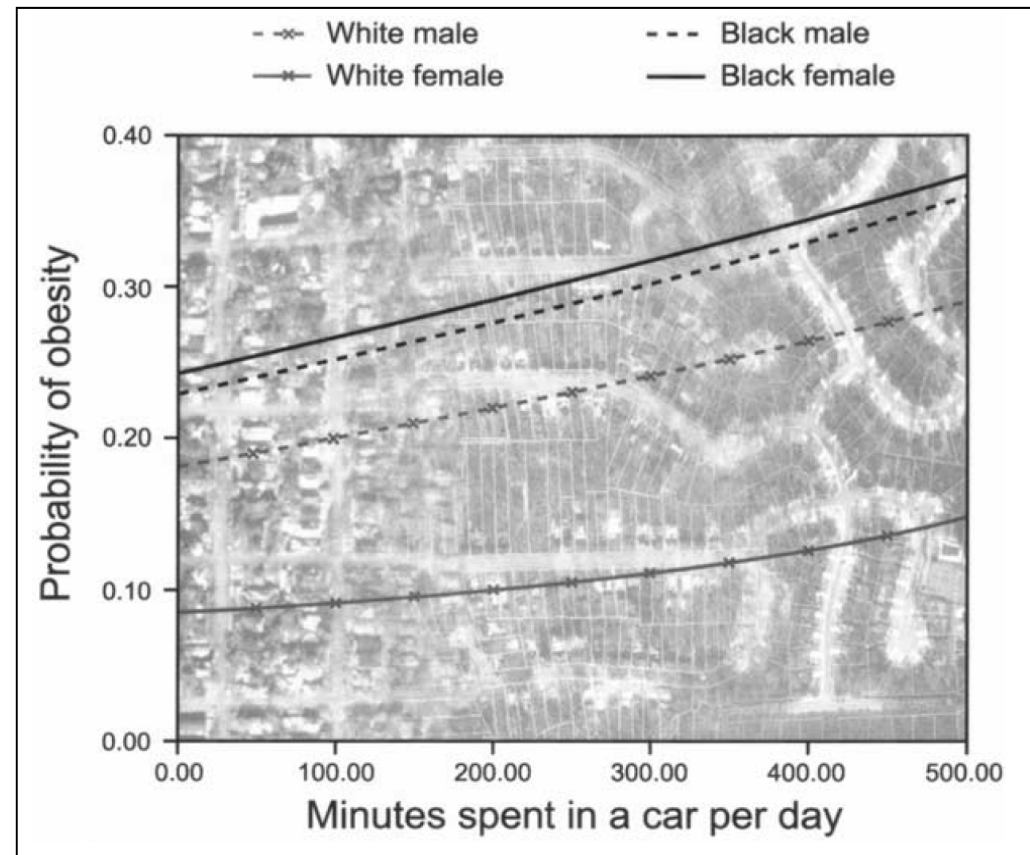 White male Black male
White female Black female
0.40
0.30
0.20
0.10
0.00
Probability of obesity
0.00 100.00 200.00 300.00 400.00 500.00
Minutes spent in a car per day